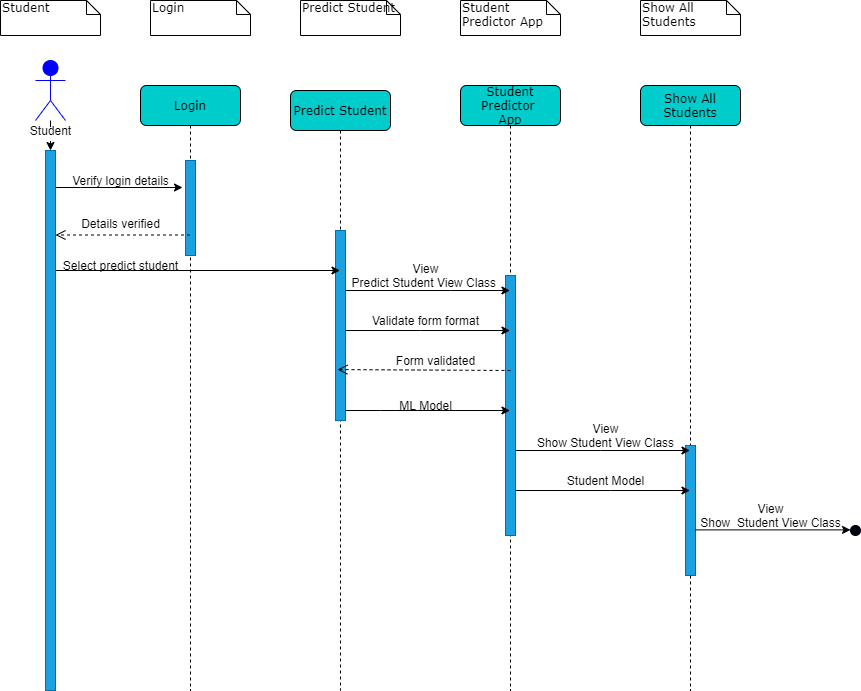 Student
Login
Predict Student
Student
Predictor App
Show All
Students
Student
Login
Predict Student
Student
Predictor
App
Show All
Students
Verify login details
Details verified
Select predict student
View
Predict Student View Class
Validate form format
Form validated
ML Model
View
Show Student View Class
Student Model
View
Show  Student View Class